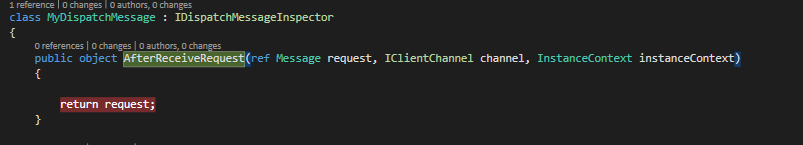 1 reference | 0 changes | 0 authors, 0 changes
class MyDispatchMessage : IDispatchMessageInspector
{
0 references | 0 changes | 0 authors, 0 changes
public object AfterReceiveRequest(ref Message request, IClientChannel channel, InstanceContext instanceContext)
{
return request;
}